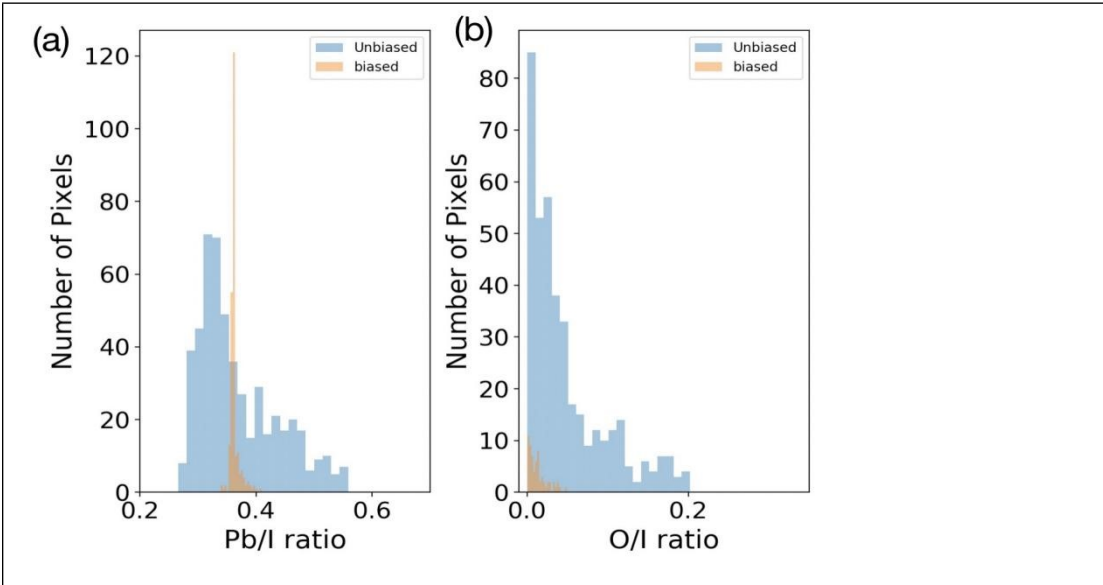 (a)
Unbiased
biased
120
100
80
60
40
20
0
Number of Pixels
0.2
0.4
0.6
Pb/I ratio
(b)
Unbiased
biased
80
70
60
50
40
30
20
10
0
Number of Pixels
0.0
0.2
O/I ratio